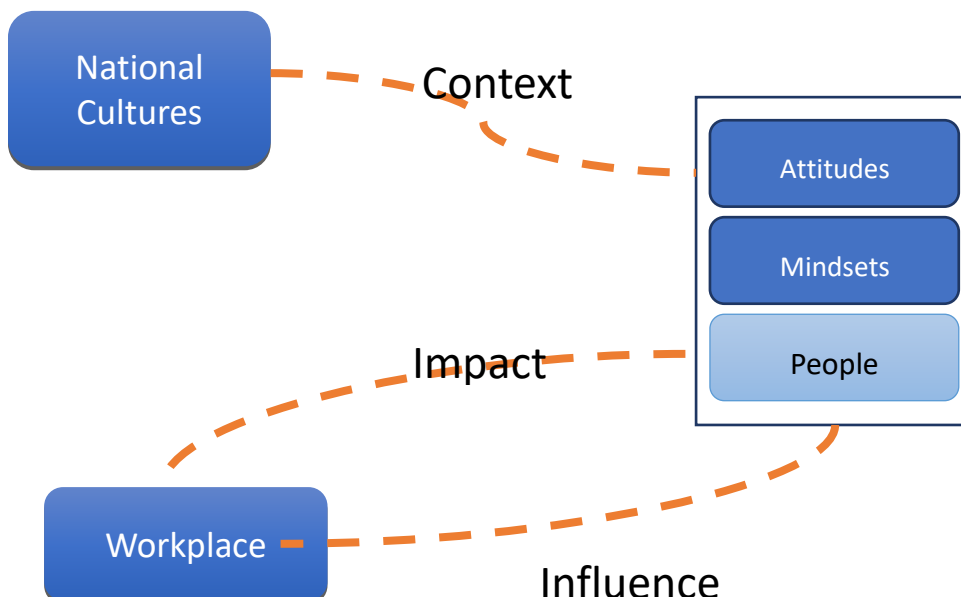 National
Cultures
Context
Attitudes
Mindsets
Impact
People
Workplace
Influence